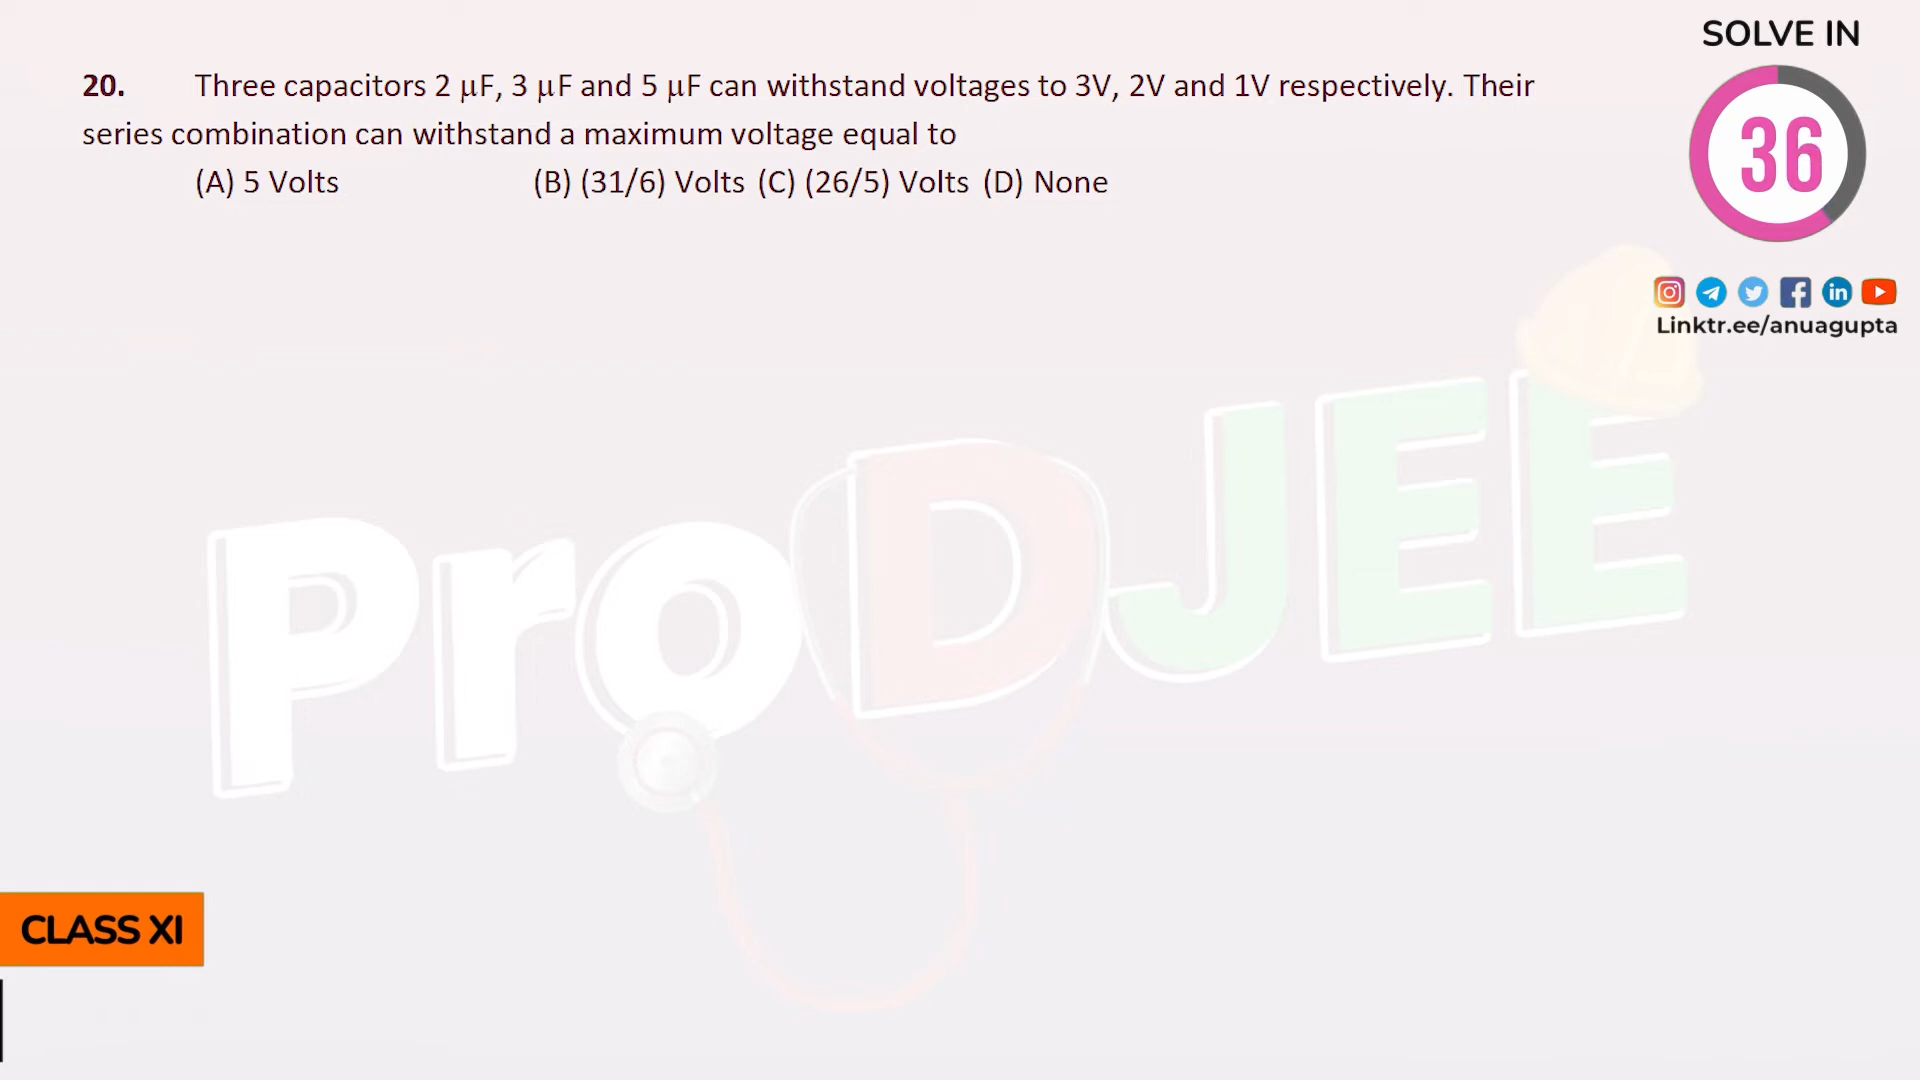 SOLVE IN
36
20. Three capacitors 2 μF, 3 μF and 5 μF can withstand voltages to 3V, 2V and 1V respectively. Their
series combination can withstand a maximum voltage equal to
(A) 5 Volts (B) (31/6) Volts (C) (26/5) Volts (D) None
Linktr.ee/anuagupta
ProDJEE
CLASS XI